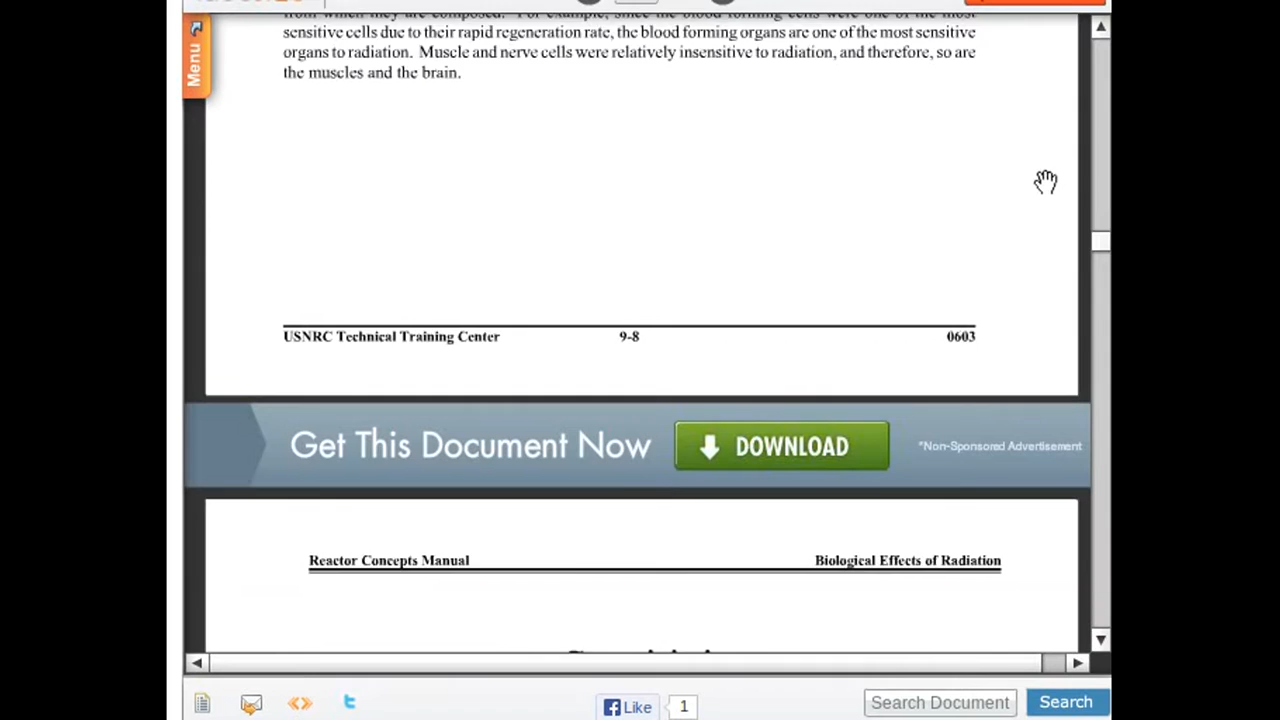 from which they are composed. For example, since the blood forming cells were one of the most
sensitive cells due to their rapid regeneration rate, the blood forming organs are one of the most sensitive
organs to radiation. Muscle and nerve cells were relatively insensitive to radiation, and therefore, so are
the muscles and the brain.
Menu
USNRC Technical Training Center 9-8 0603
Get This Document Now DOWNLOAD *Non-Sponsored Advertisement
Reactor Concepts Manual Biological Effects of Radiation
Like 1 Search Document Search